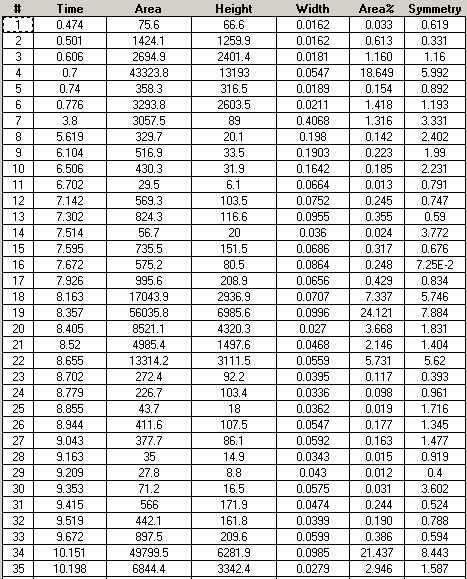 # Time Area Height Width Area% Symmetry
1 0.474 75.6 66.6 0.0162 0.033 0.619
2 0.501 1424.1 1259.9 0.0162 0.613 0.331
3 0.606 2694.9 2401.4 0.0181 1.160 1.16
4 0.7 43323.8 13193 0.0547 18.649 5.992
5 0.74 358.3 316.5 0.0189 0.154 0.892
6 0.776 3293.8 2603.5 0.0211 1.418 1.193
7 3.8 3057.5 89 0.4068 1.316 3.331
8 5.619 329.7 20.1 0.198 0.142 2.402
9 6.104 516.9 33.5 0.1903 0.223 1.99
10 6.506 430.3 31.9 0.1642 0.185 2.231
11 6.702 29.5 6.1 0.0664 0.013 0.791
12 7.142 569.3 103.5 0.0752 0.245 0.747
13 7.302 824.3 116.6 0.0955 0.355 0.59
14 7.514 56.7 20 0.036 0.024 3.772
15 7.595 735.5 151.5 0.0686 0.317 0.676
16 7.672 575.2 80.5 0.0864 0.248 7.25E-2
17 7.926 995.6 208.9 0.0656 0.429 0.834
18 8.163 17043.9 2936.9 0.0707 7.337 5.746
19 8.357 56035.8 6985.6 0.0996 24.121 7.884
20 8.405 8521.1 4320.3 0.027 3.668 1.831
21 8.52 4985.4 1497.6 0.0468 2.146 1.404
22 8.655 13314.2 3111.5 0.0559 5.731 5.62
23 8.702 272.4 92.2 0.0395 0.117 0.393
24 8.779 226.7 103.4 0.0336 0.098 0.961
25 8.855 43.7 18 0.0362 0.019 1.716
26 8.944 411.6 107.5 0.0547 0.177 1.345
27 9.043 377.7 86.1 0.0592 0.163 1.477
28 9.163 35 14.9 0.0343 0.015 0.919
29 9.209 27.8 8.8 0.043 0.012 0.4
30 9.353 71.2 16.5 0.0575 0.031 3.602
31 9.415 566 171.9 0.0474 0.244 0.524
32 9.519 442.1 161.8 0.0399 0.190 0.788
33 9.672 897.5 209.6 0.0599 0.386 0.594
34 10.151 49799.5 6281.9 0.0985 21.437 8.443
35 10.198 6844.4 3342.4 0.0279 2.946 1.587